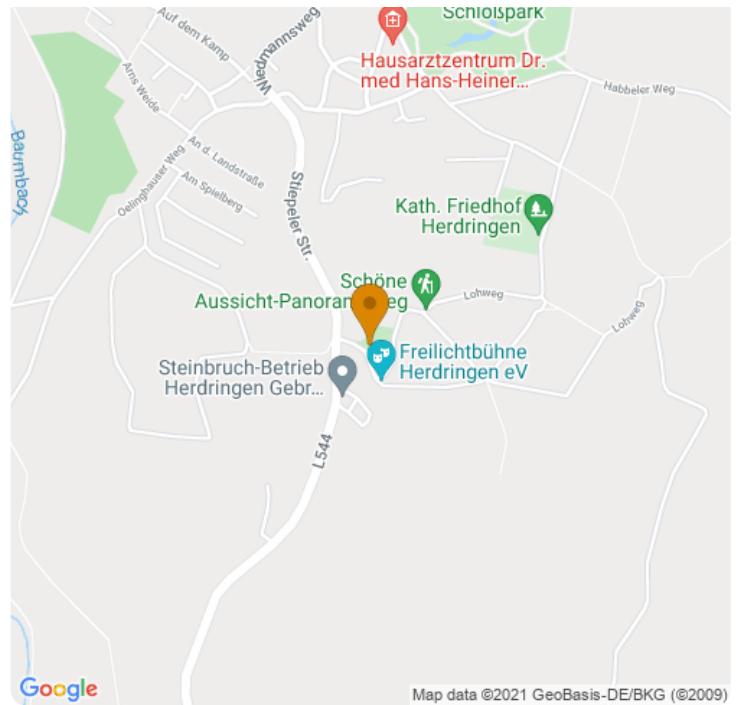 Schloßpark
Auf dem Kamp
Wiedmannsweg
Hausarztzentrum Dr.
med Hans-Heiner...
Habbeler Weg
Arns Weide
Baumbach
An d. Landstraße
Oelinghauser Weg
Am Spielberg
Stiepeler Str.
Kath. Friedhof
Herdringen
Schöne
Aussicht-Panoramaweg
Lohweg
Lohweg
Freilichtbühne
Herdringen eV
Steinbruch-Betrieb
Herdringen Gebr...
L544
Google
Map data ©2021 GeoBasis-DE/BKG (©2009)